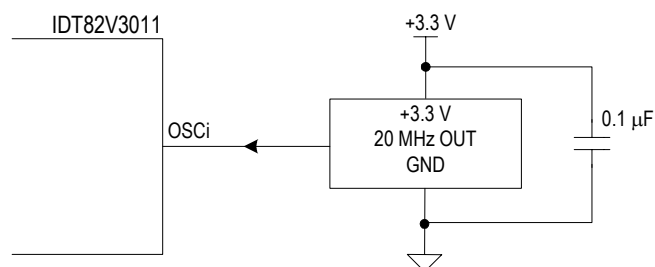 IDT82V3011
+3.3 V
OSCi
+3.3 V
20 MHz OUT
GND
0.1 μF